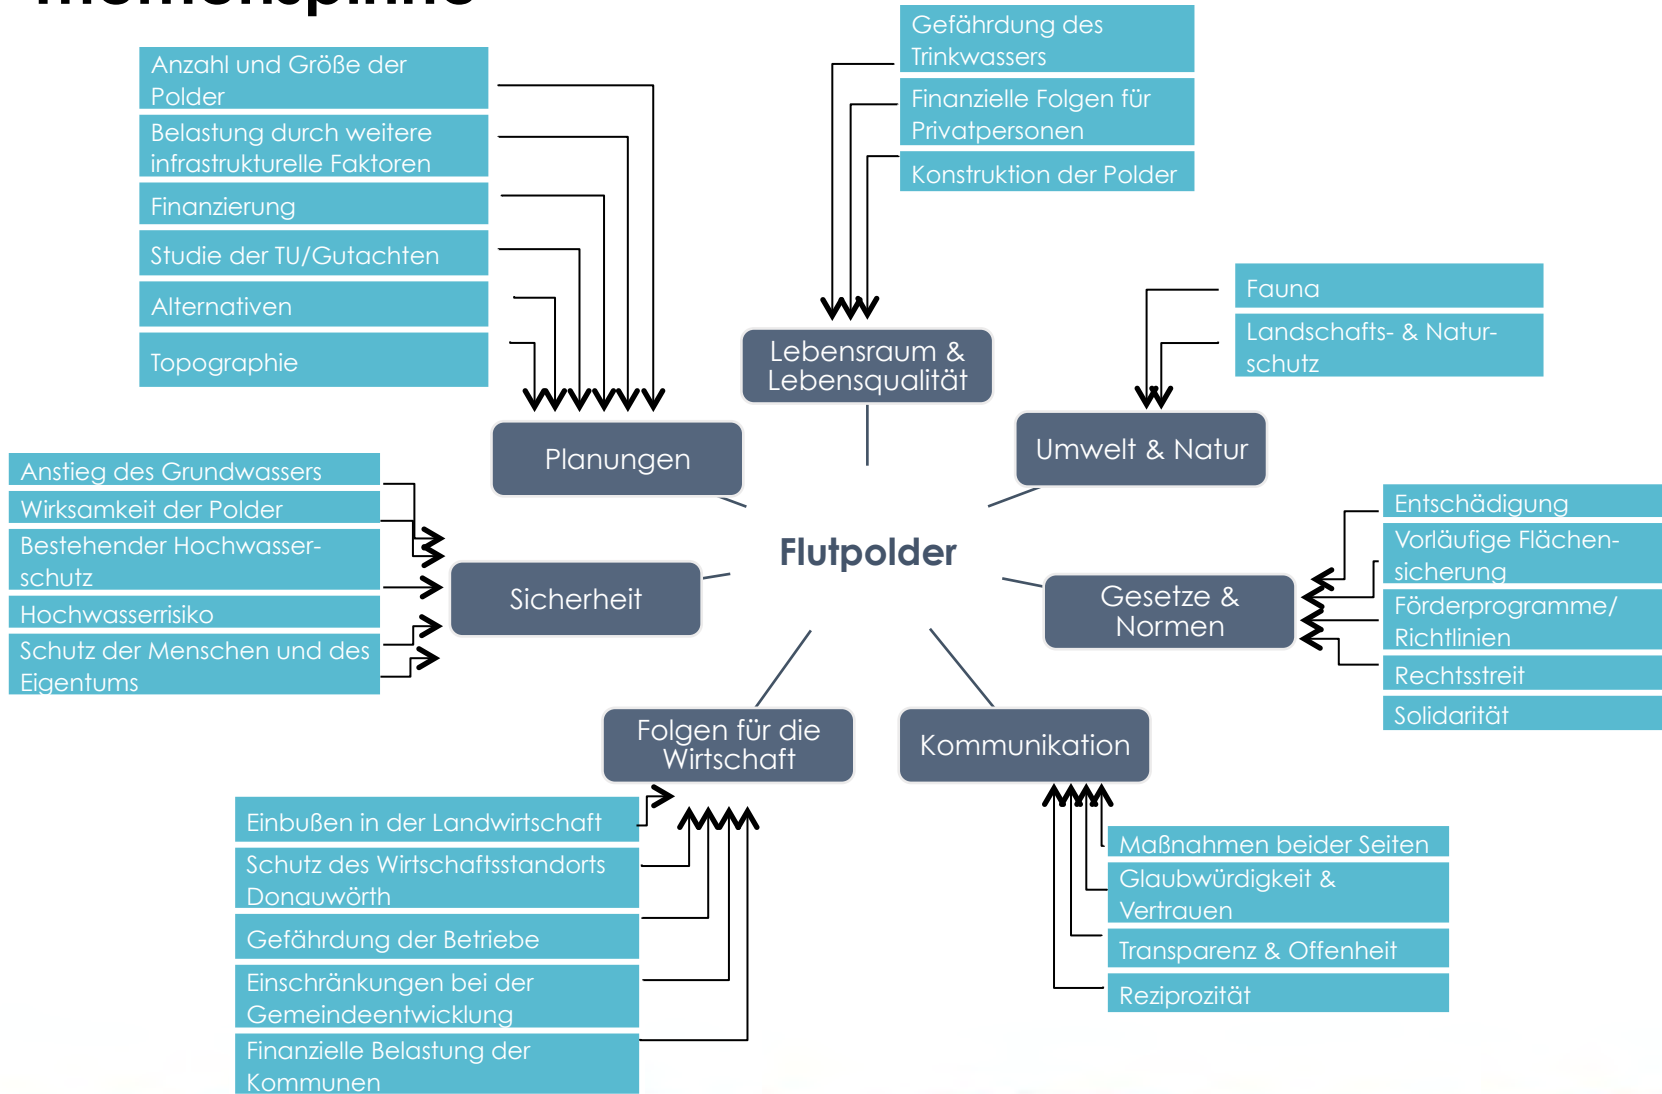 Themenspinne
Gefährdung des
Trinkwassers
Finanzielle Folgen für
Privatpersonen
Konstruktion der Polder
Anzahl und Größe der
Polder
Belastung durch weitere
infrastrukturelle Faktoren
Finanzierung
Studie der TU/Gutachten
Alternativen
Topographie
Fauna
Landschafts- & Natur-
schutz
Lebensraum &
Lebensqualität
Planungen
Umwelt & Natur
Anstieg des Grundwassers
Wirksamkeit der Polder
Bestehender Hochwasser-
schutz
Hochwasserrisiko
Schutz der Menschen und des
Eigentums
Sicherheit
Flutpolder
Gesetze &
Normen
Entschädigung
Vorläufige Flächen-
sicherung
Förderprogramme/
Richtlinien
Rechtsstreit
Solidarität
Folgen für die
Wirtschaft
Kommunikation
Einbußen in der Landwirtschaft
Schutz des Wirtschaftsstandorts
Donauwörth
Gefährdung der Betriebe
Einschränkungen bei der
Gemeindeentwicklung
Finanzielle Belastung der
Kommunen
Maßnahmen beider Seiten
Glaubwürdigkeit &
Vertrauen
Transparenz & Offenheit
Reziprozität